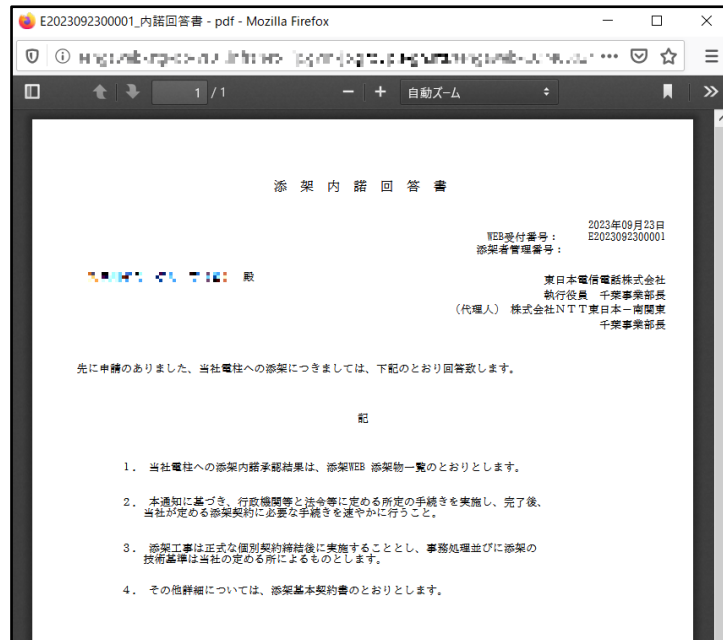 E2023092300001_内諾回答書 - pdf - Mozilla Firefox
1 / 1
自動ズーム
添 架 内 諾 回 答 書
2023年09月23日
WEB受付番号： E2023092300001
添架者管理番号：
殿
東日本電信電話株式会社
執行役員 千葉事業部長
（代理人） 株式会社ＮＴＴ東日本－南関東
千葉事業部長
先に申請のありました、当社電柱への添架につきましては、下記のとおり回答致します。
記
１． 当社電柱への添架内諾承認結果は、添架WEB 添架物一覧のとおりとします。
２． 本通知に基づき、行政機関等と法令等に定める所定の手続きを実施し、完了後、
当社が定める添架契約に必要な手続きを速やかに行うこと。
３． 添架工事は正式な個別契約締結後に実施することとし、事務処理並びに添架の
技術基準は当社の定める所によるものとします。
４． その他詳細については、添架基本契約書のとおりとします。